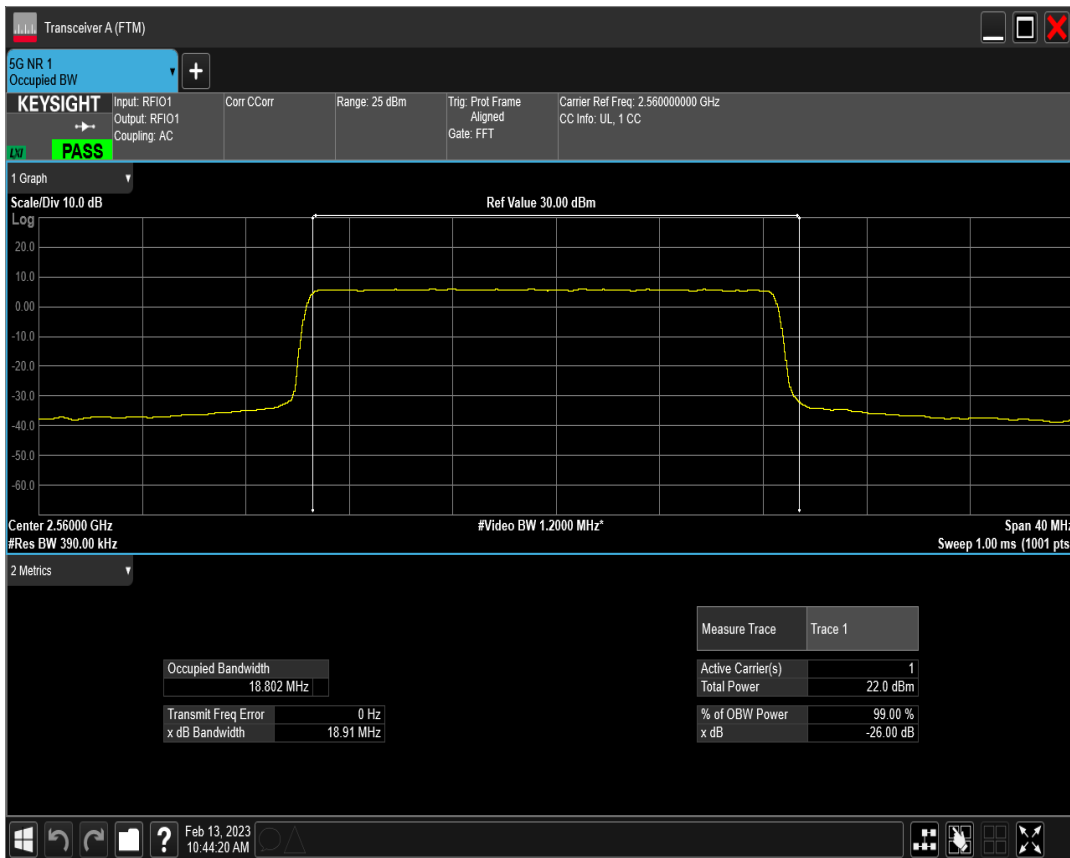 Transceiver A (FTM)
5G NR 1
Occupied BW
+
KEYSIGHT
LXI
PASS
Input: RFIO1
Output: RFIO1
Coupling: AC
Corr CCorr
Range: 25 dBm
Trig: Prot Frame
Aligned
Gate: FFT
Carrier Ref Freq: 2.560000000 GHz
CC Info: UL, 1 CC
1 Graph
Scale/Div 10.0 dB
Ref Value 30.00 dBm
Log
20.0
10.0
0.00
-10.0
-20.0
-30.0
-40.0
-50.0
-60.0
Center 2.56000 GHz
#Video BW 1.2000 MHz*
Span 40 MHz
#Res BW 390.00 kHz
Sweep 1.00 ms (1001 pts
2 Metrics
Measure Trace Trace 1
Occupied Bandwidth
18.802 MHz
Active Carrier(s) 1
Total Power 22.0 dBm
Transmit Freq Error 0 Hz
x dB Bandwidth 18.91 MHz
% of OBW Power 99.00 %
x dB -26.00 dB
?
Feb 13, 2023
10:44:20 AM